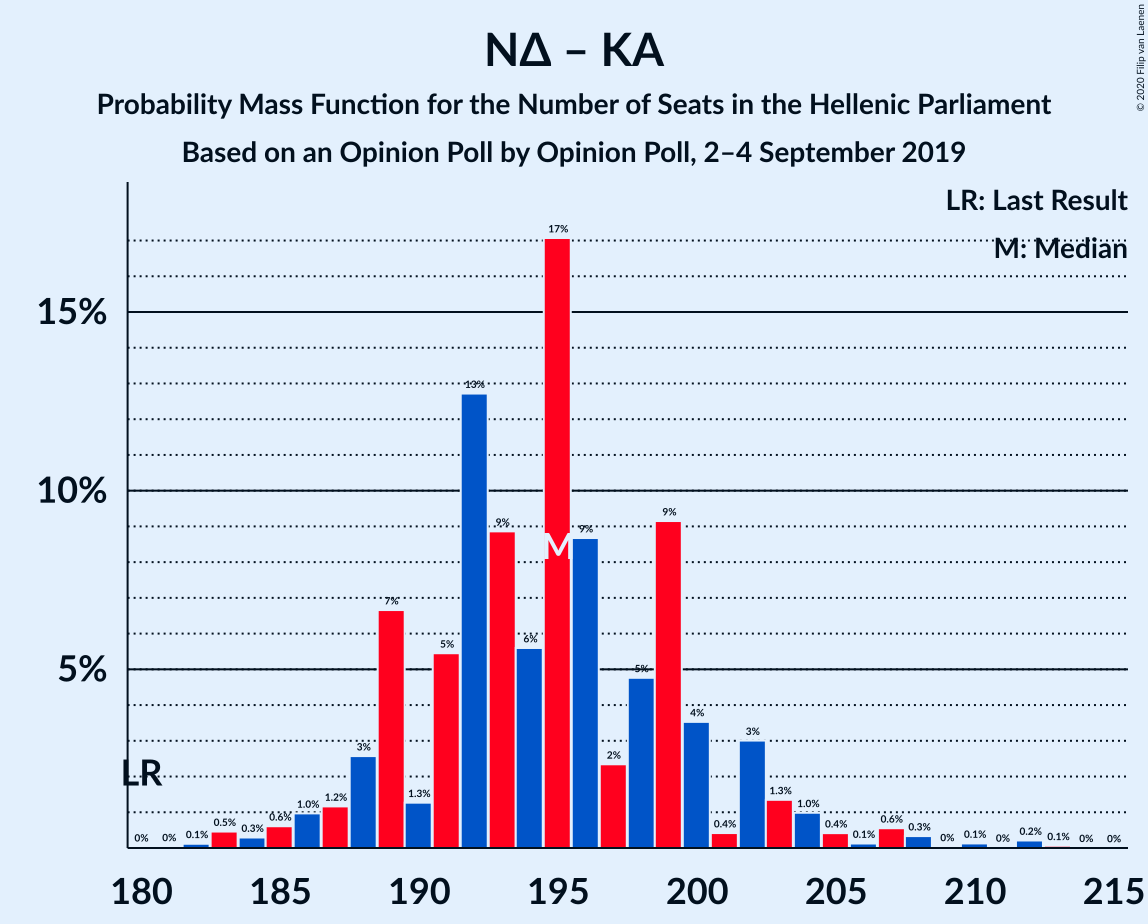 NΔ – KA
Probability Mass Function for the Number of Seats in the Hellenic Parliament
Based on an Opinion Poll by Opinion Poll, 2–4 September 2019
© 2020 Filip van Laenen
LR: Last Result
M: Median
15%
10%
5%
LR
M
0% 0% 0.1% 0.5% 0.3% 0.6% 1.0% 1.2% 3% 7% 1.3% 5% 13% 9% 6% 17% 9% 2% 5% 9% 4% 0.4% 3% 1.3% 1.0% 0.4% 0.1% 0.6% 0.3% 0% 0.1% 0% 0.2% 0.1% 0% 0%
180 185 190 195 200 205 210 215